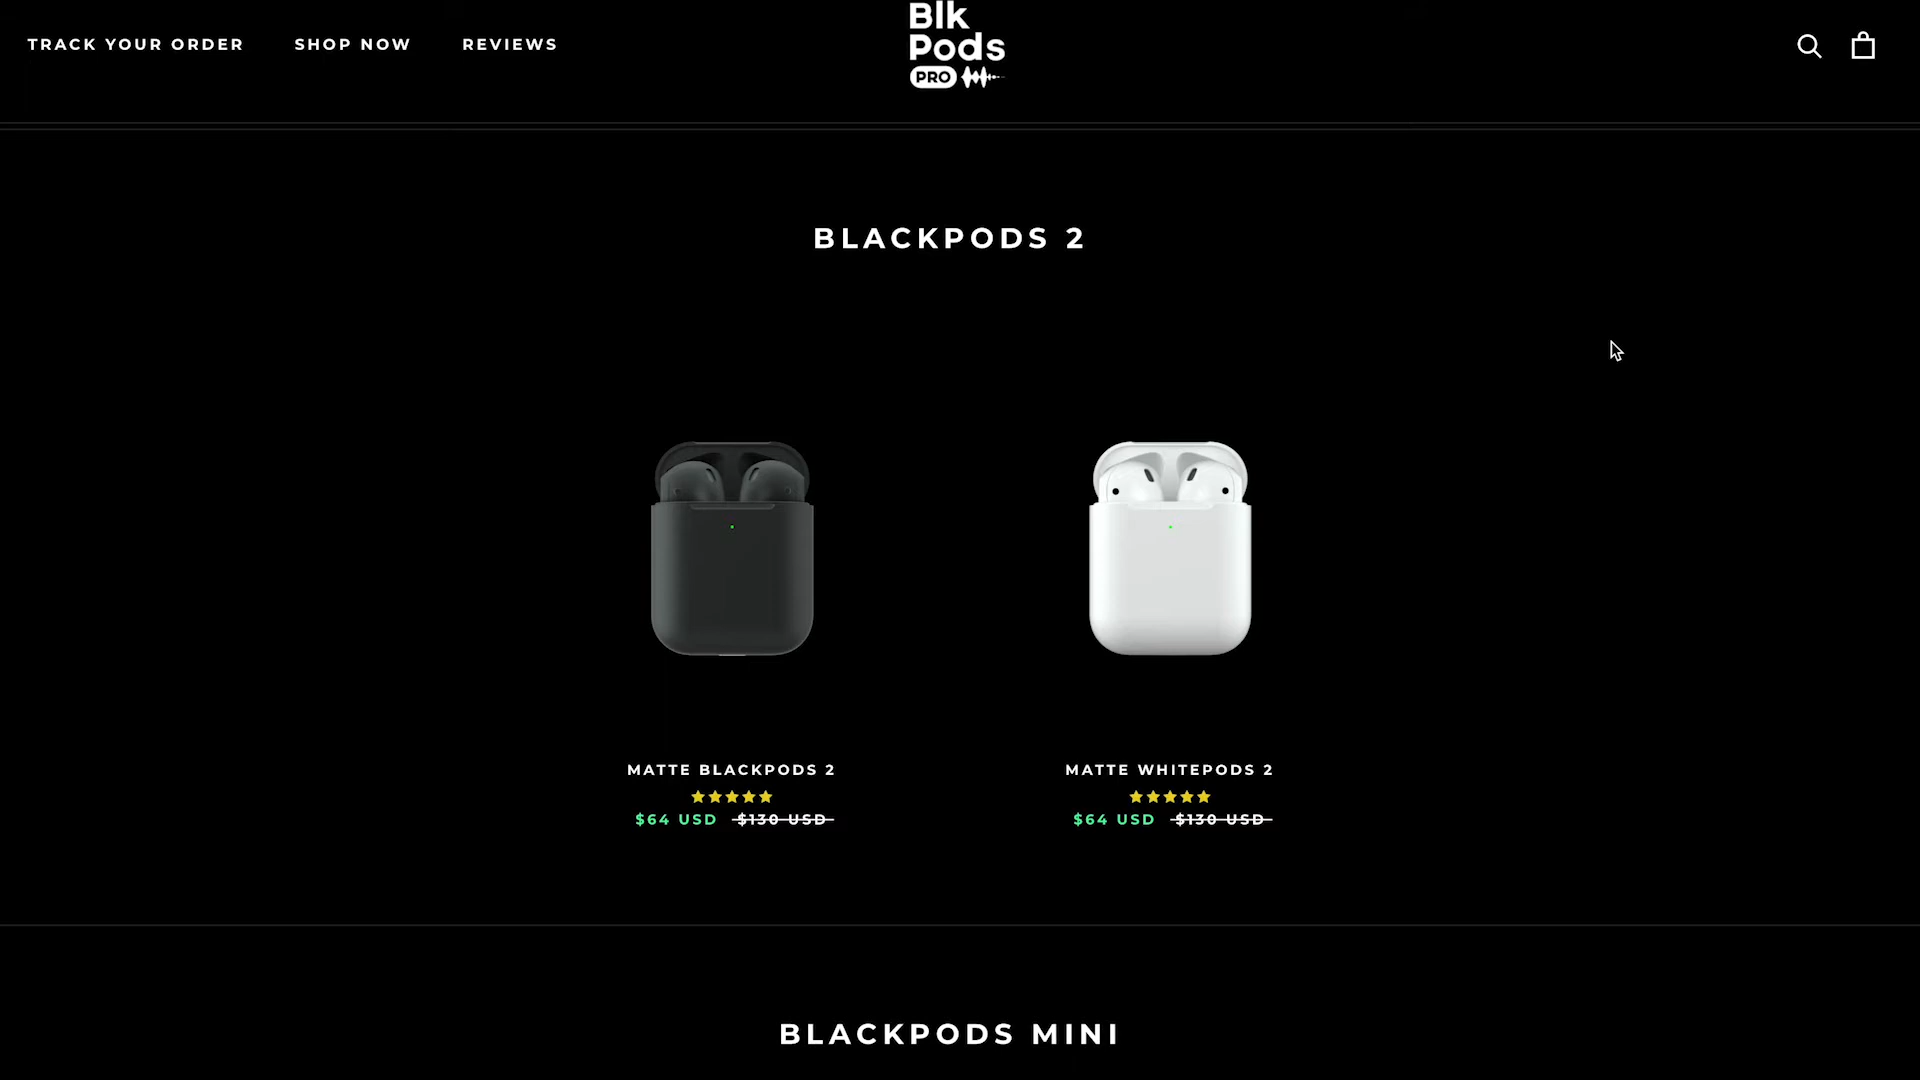 TRACK YOUR ORDER
SHOP NOW
REVIEWS
Blk
Pods
PRO
BLACKPODS 2
MATTE BLACKPODS 2
$64 USD $130 USD
MATTE WHITEPODS 2
$64 USD $130 USD
BLACKPODS MINI